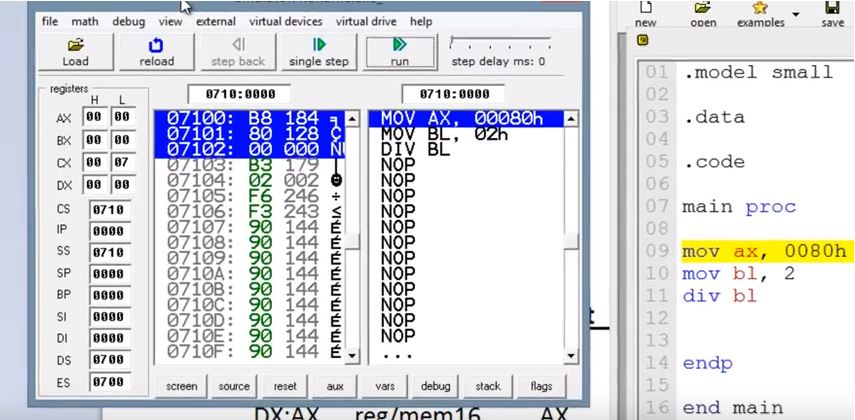 file math debug view external virtual devices virtual drive help
Load reload step back single step run step delay ms: 0
registers
H L
AX 00 00
BX 00 00
CX 00 07
DX 00 00
CS 0710
IP 0000
SS 0710
SP 0000
BP 0000
SI 0000
DI 0000
DS 0700
ES 0700
0710:0000 0710:0000
07100: B8 184 ╕
07101: 80 128 Ç
07102: 00 000 NU
07103: B3 179 │
07104: 02 002 ☻
07105: F6 246 ÷
07106: F3 243 ≤
07107: 90 144 É
07108: 90 144 É
07109: 90 144 É
0710A: 90 144 É
0710B: 90 144 É
0710C: 90 144 É
0710D: 90 144 É
0710E: 90 144 É
0710F: 90 144 É
MOV AX, 00080h
MOV BL, 02h
DIV BL
NOP
NOP
NOP
NOP
NOP
NOP
NOP
NOP
NOP
NOP
NOP
NOP
...
screen source reset aux vars debug stack flags
DX:AX reg/mem16 AX
new open examples save
01 .model small
02
03 .data
04
05 .code
06
07 main proc
08
09 mov ax, 0080h
10 mov bl, 2
11 div bl
12
13
14 endp
15
16 end main